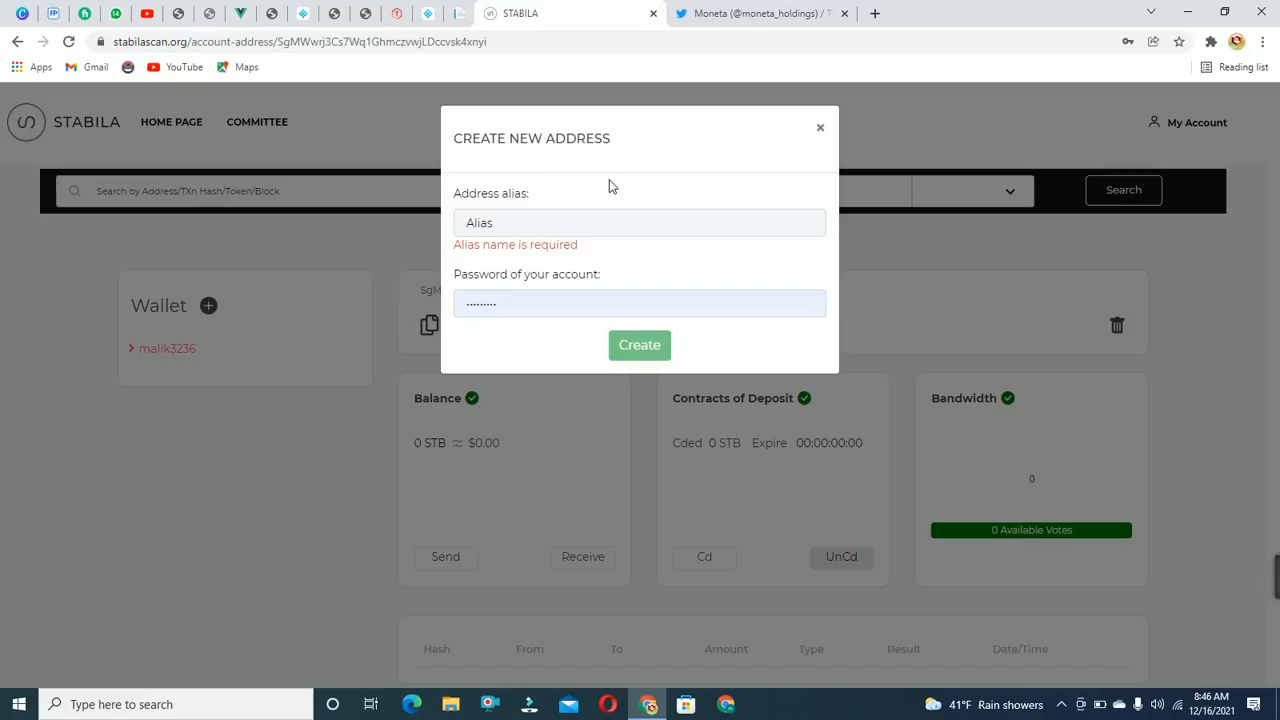 STABILA
Moneta (@moneta_holdings) / T
stabilascan.org/account-address/SgMWwrj3Cs7Wq1GhmczvwjLDccvsk4xnyi
Apps
Gmail
YouTube
Maps
Reading list
STABILA
HOME PAGE
COMMITTEE
My Account
Search by Address/TXn Hash/Token/Block
Search
CREATE NEW ADDRESS
×
Address alias:
Alias
Alias name is required
Password of your account:
Create
Wallet
malik3236
SgM
Balance
0 STB ≈ $0.00
Send
Receive
Contracts of Deposit
Cded 0 STB Expire 00:00:00:00
Cd
UnCd
Bandwidth
0
0 Available Votes
Hash From To Amount Type Result Date/Time
Type here to search
41°F Rain showers
8:46 AM
12/16/2021